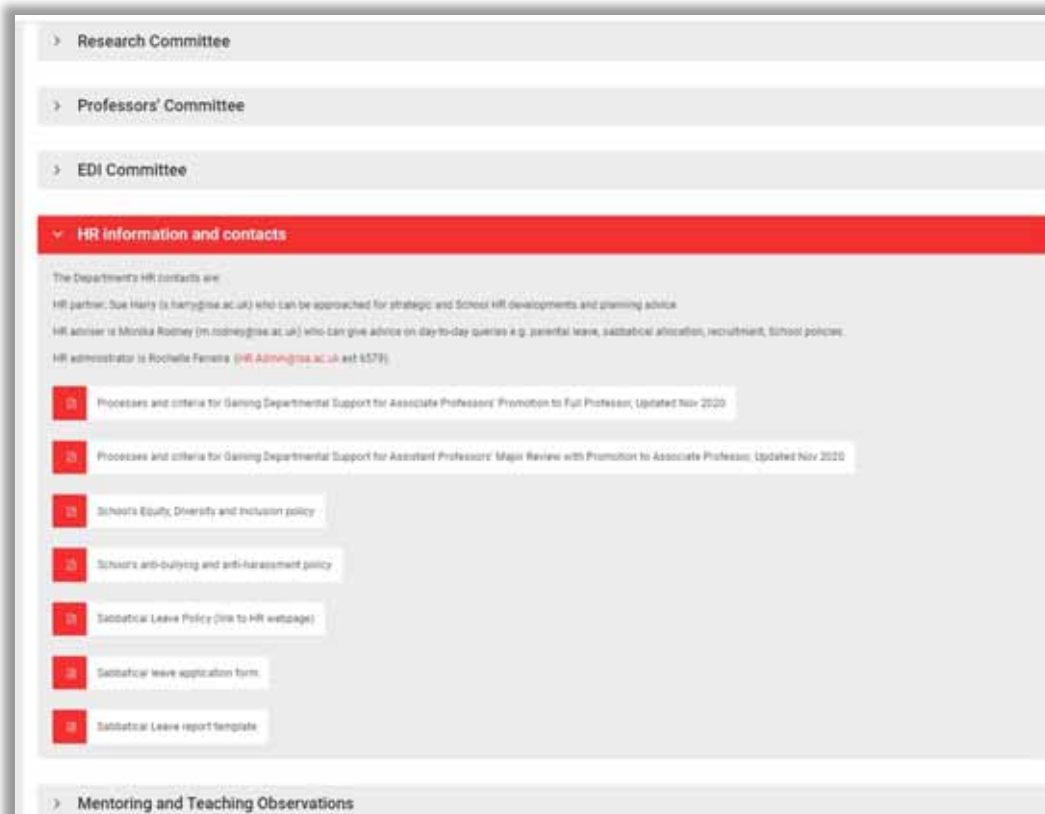 Research Committee
Professors' Committee
EDI Committee
HR information and contacts
The Department's HR contacts are:
HR partner: Sue Harry (s.harry@lse.ac.uk) who can be approached for strategic and School HR developments and planning advice
HR adviser is Monika Rodney (m.rodney@lse.ac.uk) who can give advice on day-to-day queries e.g. parental leave, sabbatical allocation, recruitment, School policies.
HR administrator is Rochelle Ferreira (HR.Admin@lse.ac.uk ext 6579)
Processes and criteria for Gaining Departmental Support for Associate Professors' Promotion to Full Professor, Updated Nov 2020
Processes and criteria for Gaining Departmental Support for Assistant Professors' Major Review with Promotion to Associate Professor, Updated Nov 2020
School's Equity, Diversity and Inclusion policy
School's anti-bullying and anti-harassment policy
Sabbatical Leave Policy (link to HR webpage)
Sabbatical leave application form
Sabbatical Leave report template
Mentoring and Teaching Observations